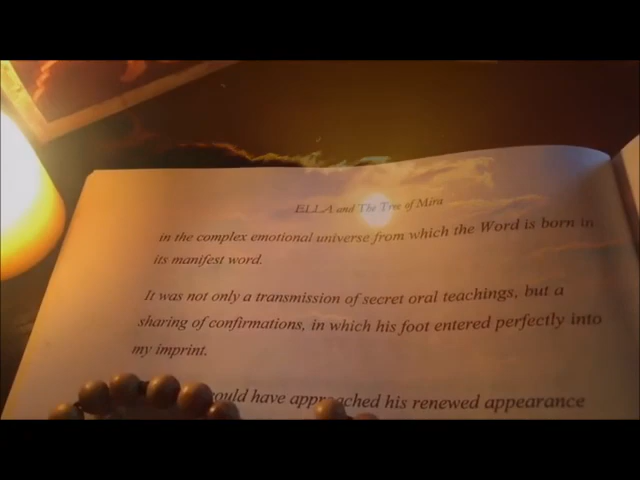 ELLA and The Tree of Mira
in the complex emotional universe from which the Word is born in
its manifest word.
It was not only a transmission of secret oral teachings, but a
sharing of confirmations, in which his foot entered perfectly into
my imprint.
would have approached his renewed appearance